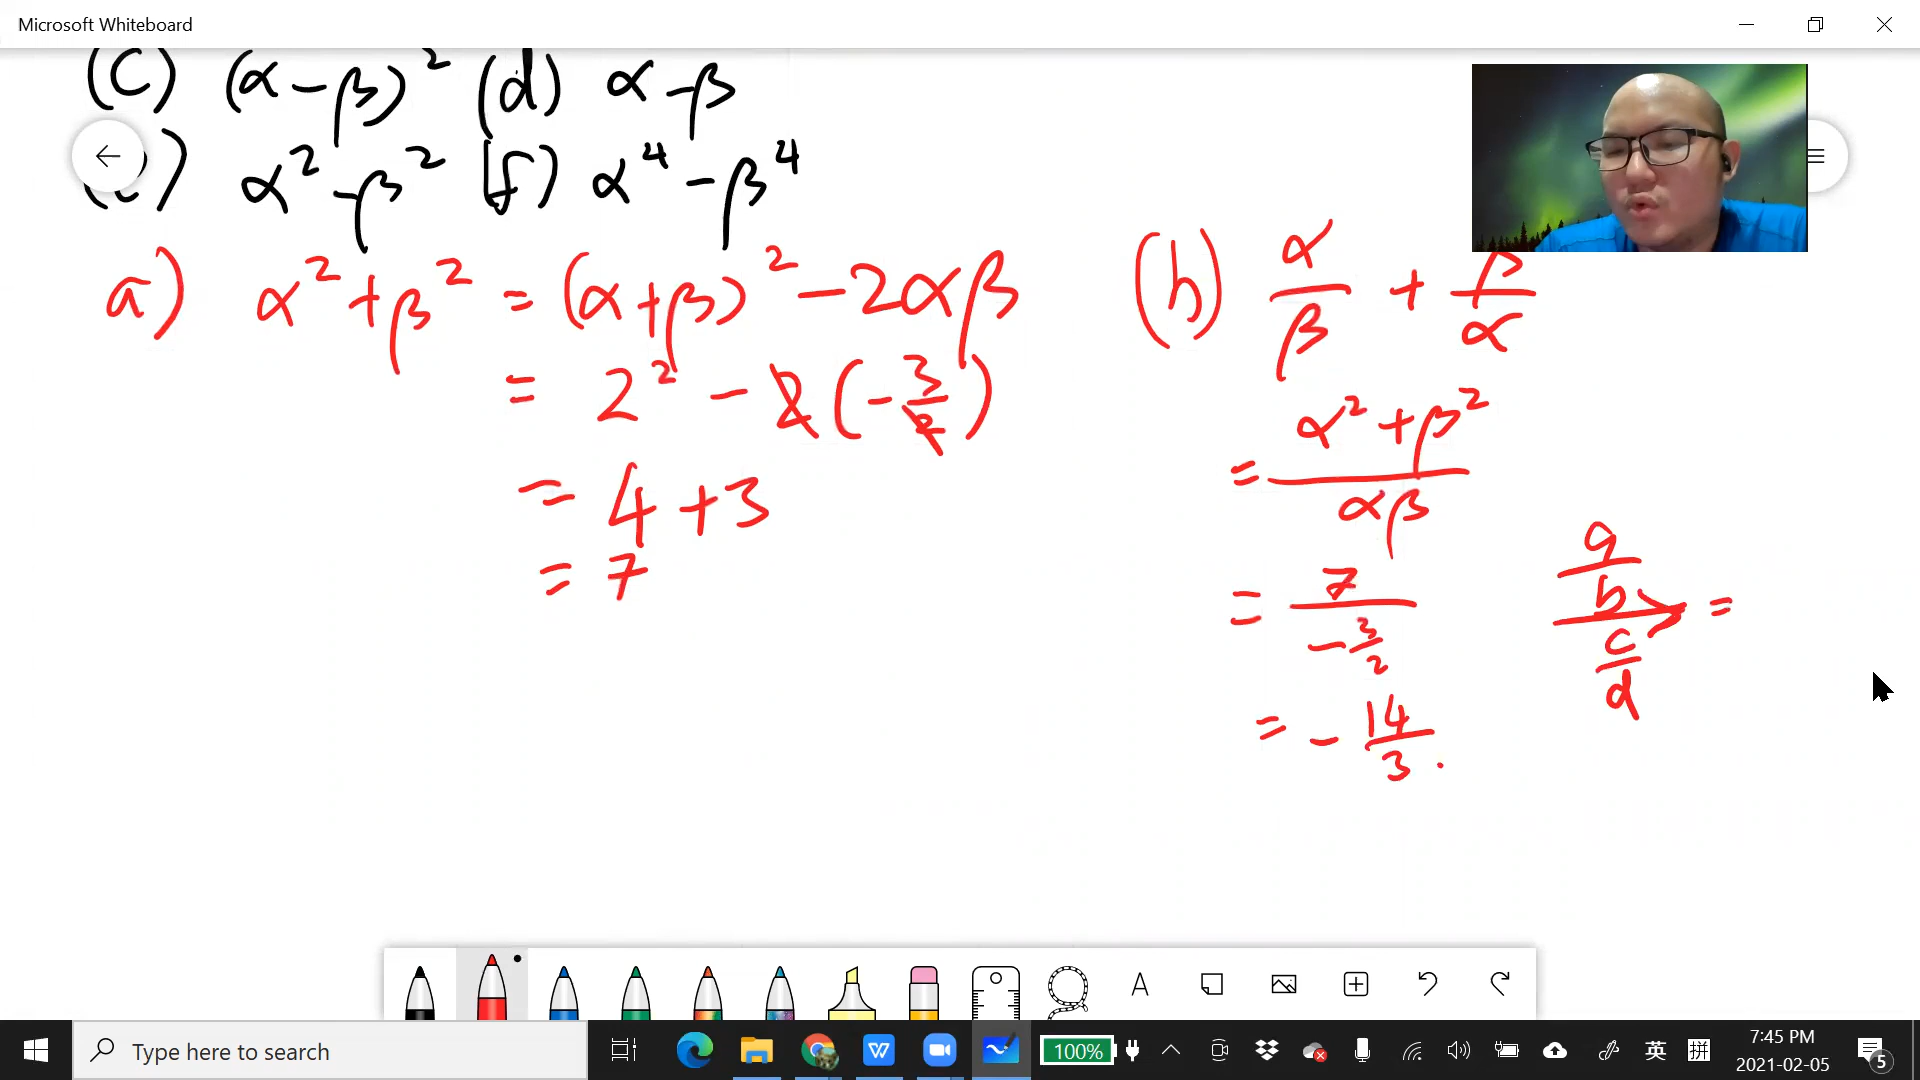 Microsoft Whiteboard
(c) (α-β)² (d) α-β
) α²-β² (f) α⁴-β⁴
a) α²+β² = (α+β)²-2αβ
= 2² - 2(-3/2)
= 4+3
= 7
(b) α/β + β/α
= (α²+β²)/(αβ)
= 7/(-3/2)
= -14/3.
(a/b)/(c/d) =
A
Type here to search
W
100%
英
拼
7:45 PM
2021-02-05
5